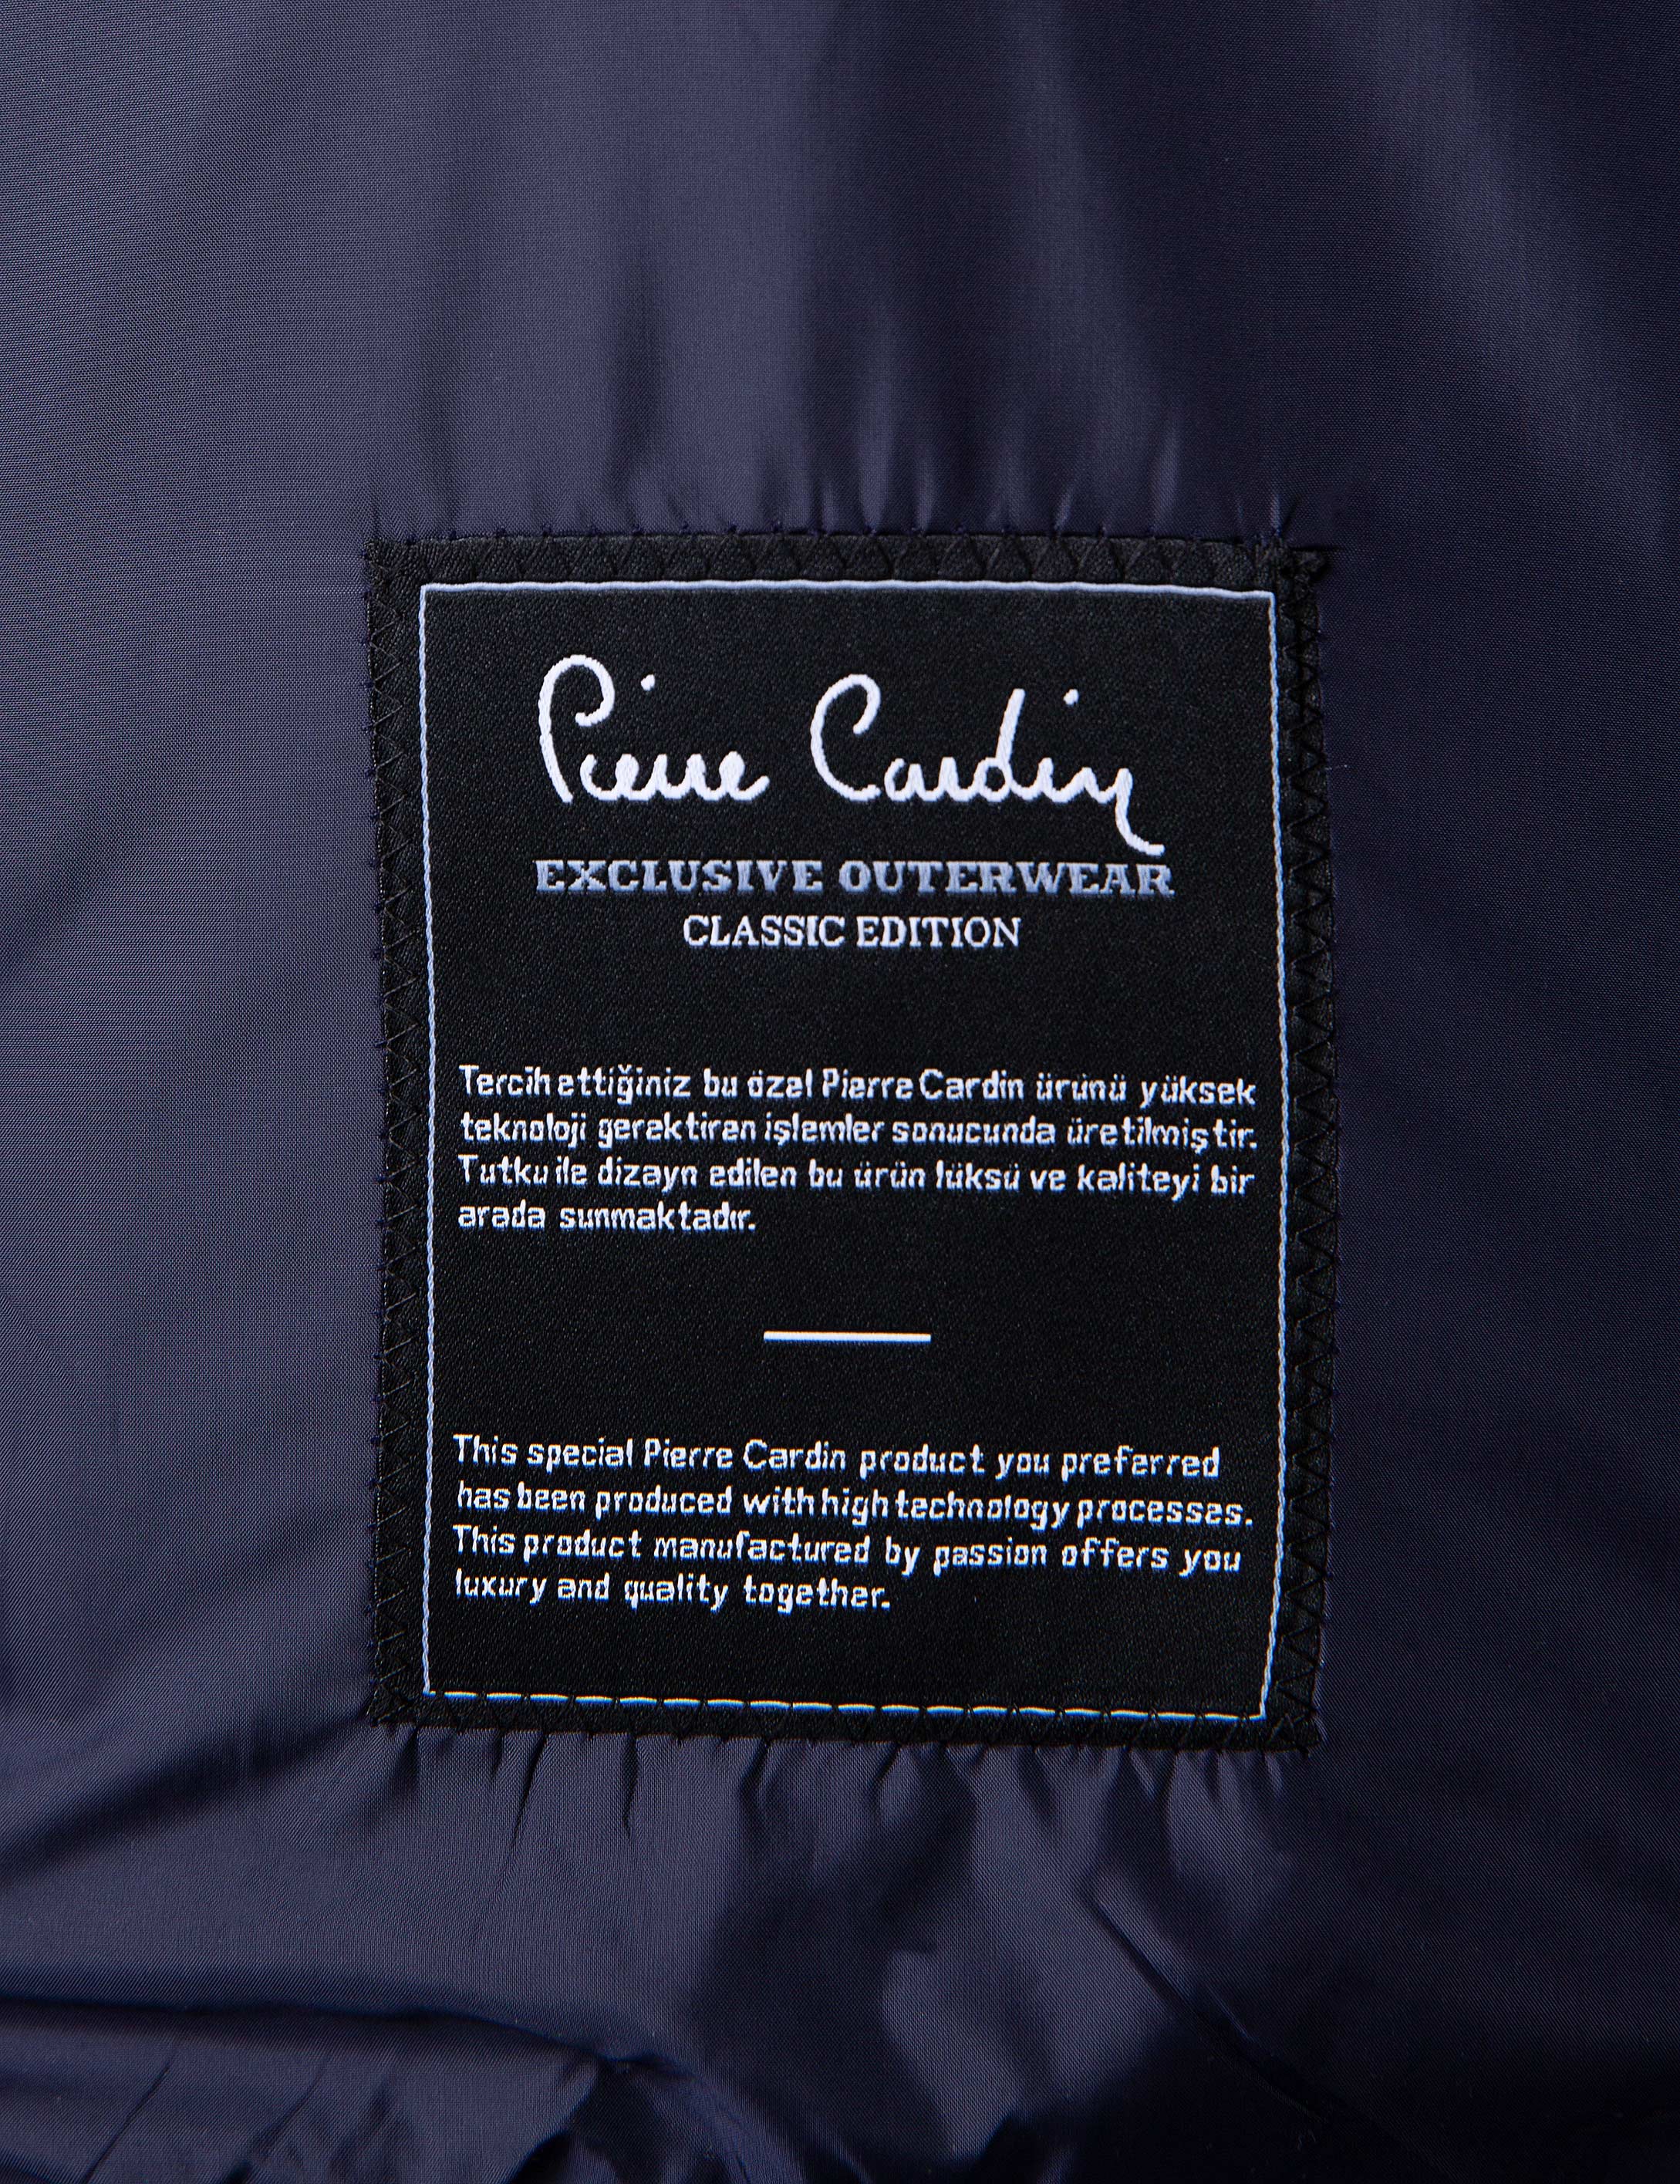 Pierre Cardin
EXCLUSIVE OUTERWEAR
CLASSIC EDITION
Tercih ettiğiniz bu özel Pierre Cardin ürünü yüksek
teknoloji gerektiren işlemler sonucunda üretilmiştir.
Tutku ile dizayn edilen bu ürün lüksü ve kaliteyi bir
arada sunmaktadır.
This special Pierre Cardin product you preferred
has been produced with high technology processes.
This product manufactured by passion offers you
luxury and quality together.